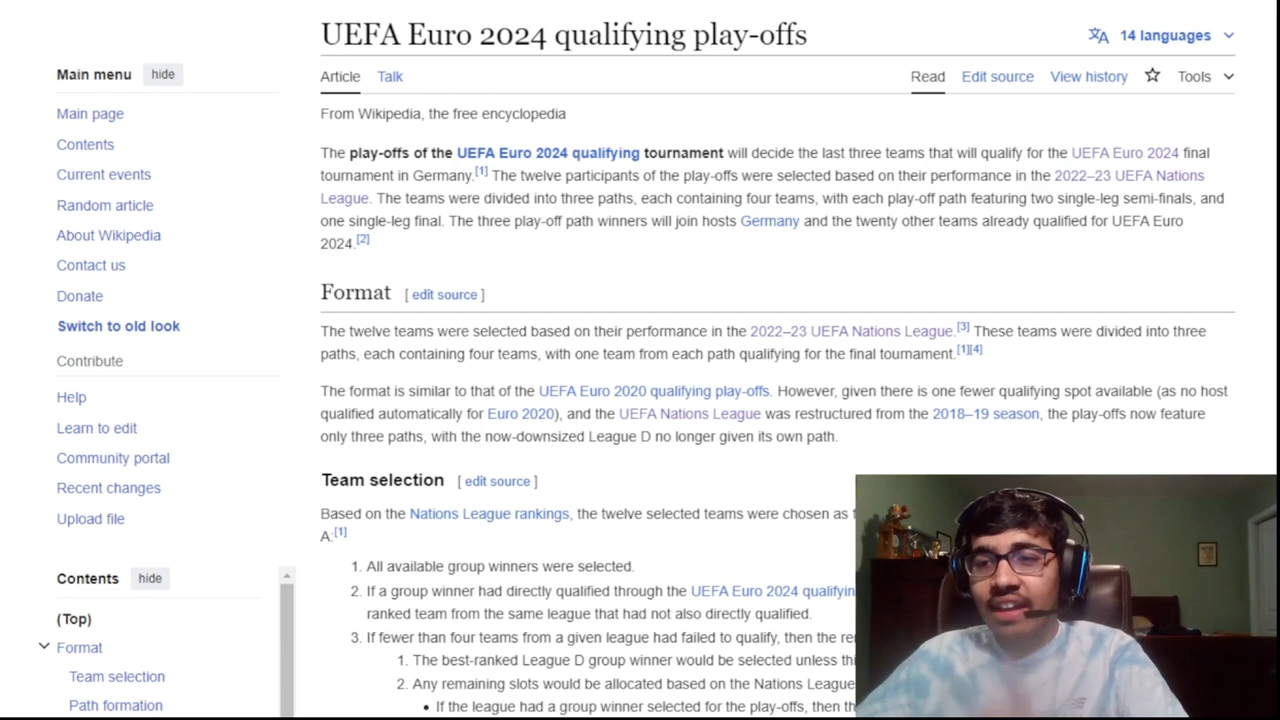 UEFA Euro 2024 qualifying play-offs
14 languages
Main menu hide
Article Talk
Read Edit source View history Tools
Main page
Contents
Current events
Random article
About Wikipedia
Contact us
Donate
Switch to old look
Contribute
Help
Learn to edit
Community portal
Recent changes
Upload file
Contents hide
(Top)
Format
Team selection
Path formation
From Wikipedia, the free encyclopedia
The play-offs of the UEFA Euro 2024 qualifying tournament will decide the last three teams that will qualify for the UEFA Euro 2024 final
tournament in Germany.[1] The twelve participants of the play-offs were selected based on their performance in the 2022–23 UEFA Nations
League. The teams were divided into three paths, each containing four teams, with each play-off path featuring two single-leg semi-finals, and
one single-leg final. The three play-off path winners will join hosts Germany and the twenty other teams already qualified for UEFA Euro
2024.[2]
Format [ edit source ]
The twelve teams were selected based on their performance in the 2022–23 UEFA Nations League.[3] These teams were divided into three
paths, each containing four teams, with one team from each path qualifying for the final tournament.[1][4]
The format is similar to that of the UEFA Euro 2020 qualifying play-offs. However, given there is one fewer qualifying spot available (as no host
qualified automatically for Euro 2020), and the UEFA Nations League was restructured from the 2018–19 season, the play-offs now feature
only three paths, with the now-downsized League D no longer given its own path.
Team selection [ edit source ]
Based on the Nations League rankings, the twelve selected teams were chosen as
A:[1]
1. All available group winners were selected.
2. If a group winner had directly qualified through the UEFA Euro 2024
ranked team from the same league that had not also directly qualified.
3. If fewer than four teams from a given league had failed to qualify, then the
1. The best-ranked League D group winner would be selected unless
2. Any remaining slots would be allocated based on the Nations League
• If the league had a group winner selected for the play-offs, then